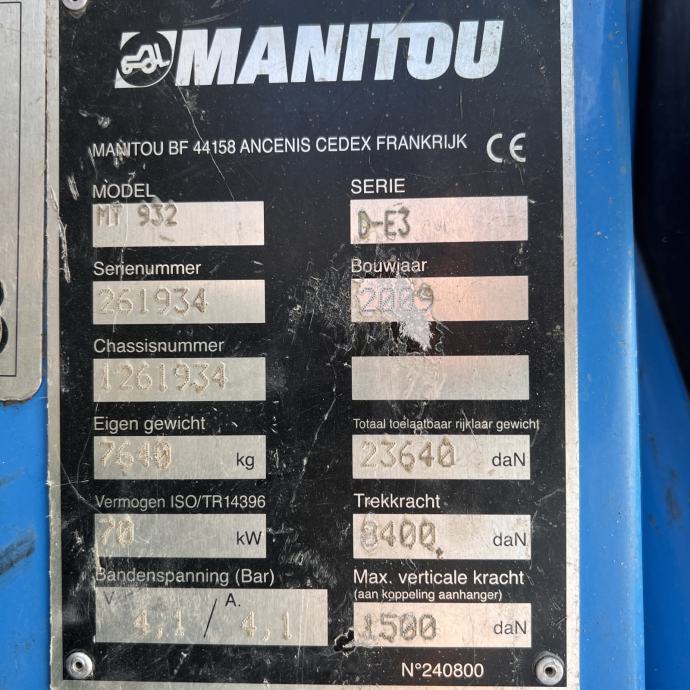 MANITOU
MANITOU BF 44158 ANCENIS CEDEX FRANKRIJK CE
MODEL SERIE
MT 932 D-E3
Serienummer Bouwjaar
261934 2009
Chassisnummer
1261934
Eigen gewicht Totaal toelaatbaar rijklaar gewicht
7640 kg 23640 daN
Vermogen ISO/TR14396 Trekkracht
70 kW 8400 daN
Bandenspanning (Bar) Max. verticale kracht
(aan koppeling aanhanger)
V. A.
4,1 / 4,1 1500 daN
N°240800